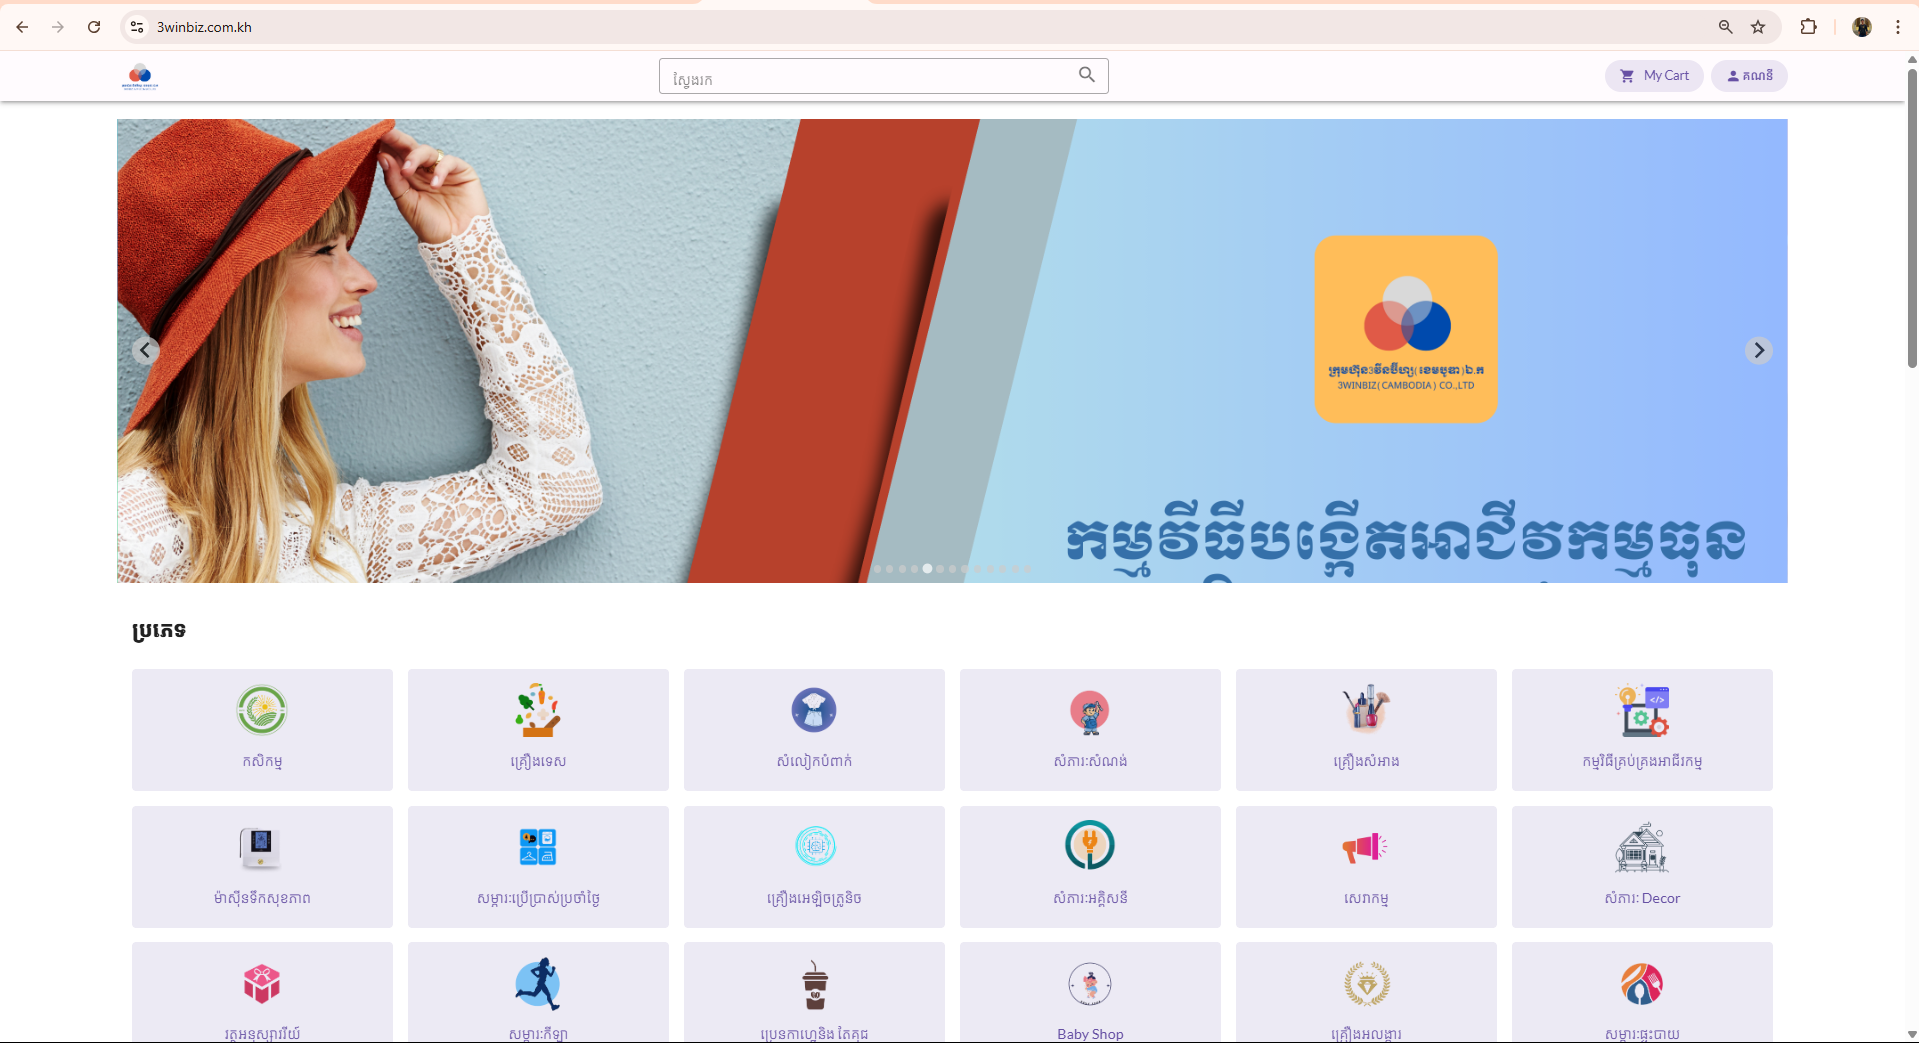 3winbiz.com.kh
ស្វែងរក
My Cart
គណនី
ក្រុមហ៊ុន3វីនប៊ីហ្ស(ខេមបូឌា)ឯ.ក
3WINBIZ(CAMBODIA) CO.,LTD
កម្មវីធីបង្កើតអាជីវកម្មធុន
ប្រភេទ
កសិកម្ម
គ្រឿងទេស
សំលៀកបំពាក់
សំភារ:សំណង់
គ្រឿងសំអាង
កម្មវិធីគ្រប់គ្រងអាជីវកម្ម
ម៉ាស៊ីនទឹកសុខភាព
សម្ភារ:ប្រើប្រាស់ប្រចាំថ្ងៃ
គ្រឿងអេឡិចត្រូនិច
សំភារ:អគ្គិសនី
សេវាកម្ម
សំភារ: Decor
វត្ថុអនុស្សាវរីយ៍
សម្ភារ:កីឡា
ប្រេនកាហ្វេនិង តែគុជ
Baby Shop
គ្រឿងអលង្ការ
សម្ភារ:ផ្ទះបាយ